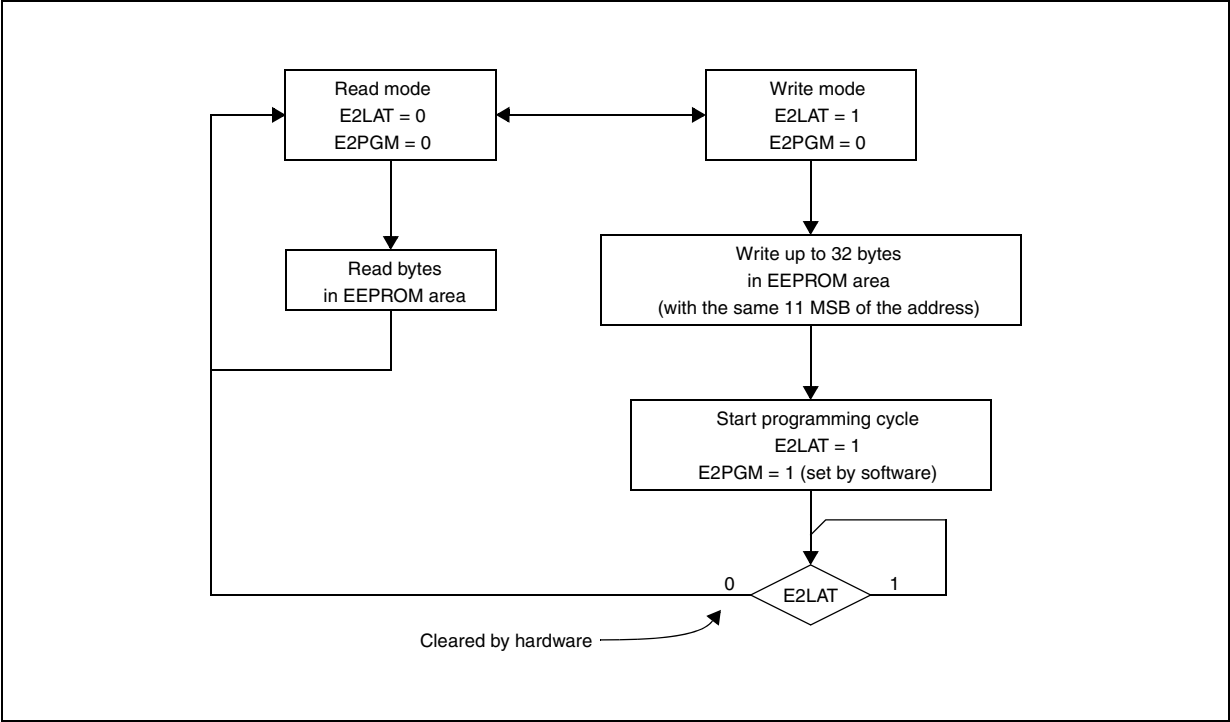 Read mode
E2LAT = 0
E2PGM = 0
Write mode
E2LAT = 1
E2PGM = 0
Read bytes
in EEPROM area
Write up to 32 bytes
in EEPROM area
(with the same 11 MSB of the address)
Start programming cycle
E2LAT = 1
E2PGM = 1 (set by software)
0
E2LAT
1
Cleared by hardware